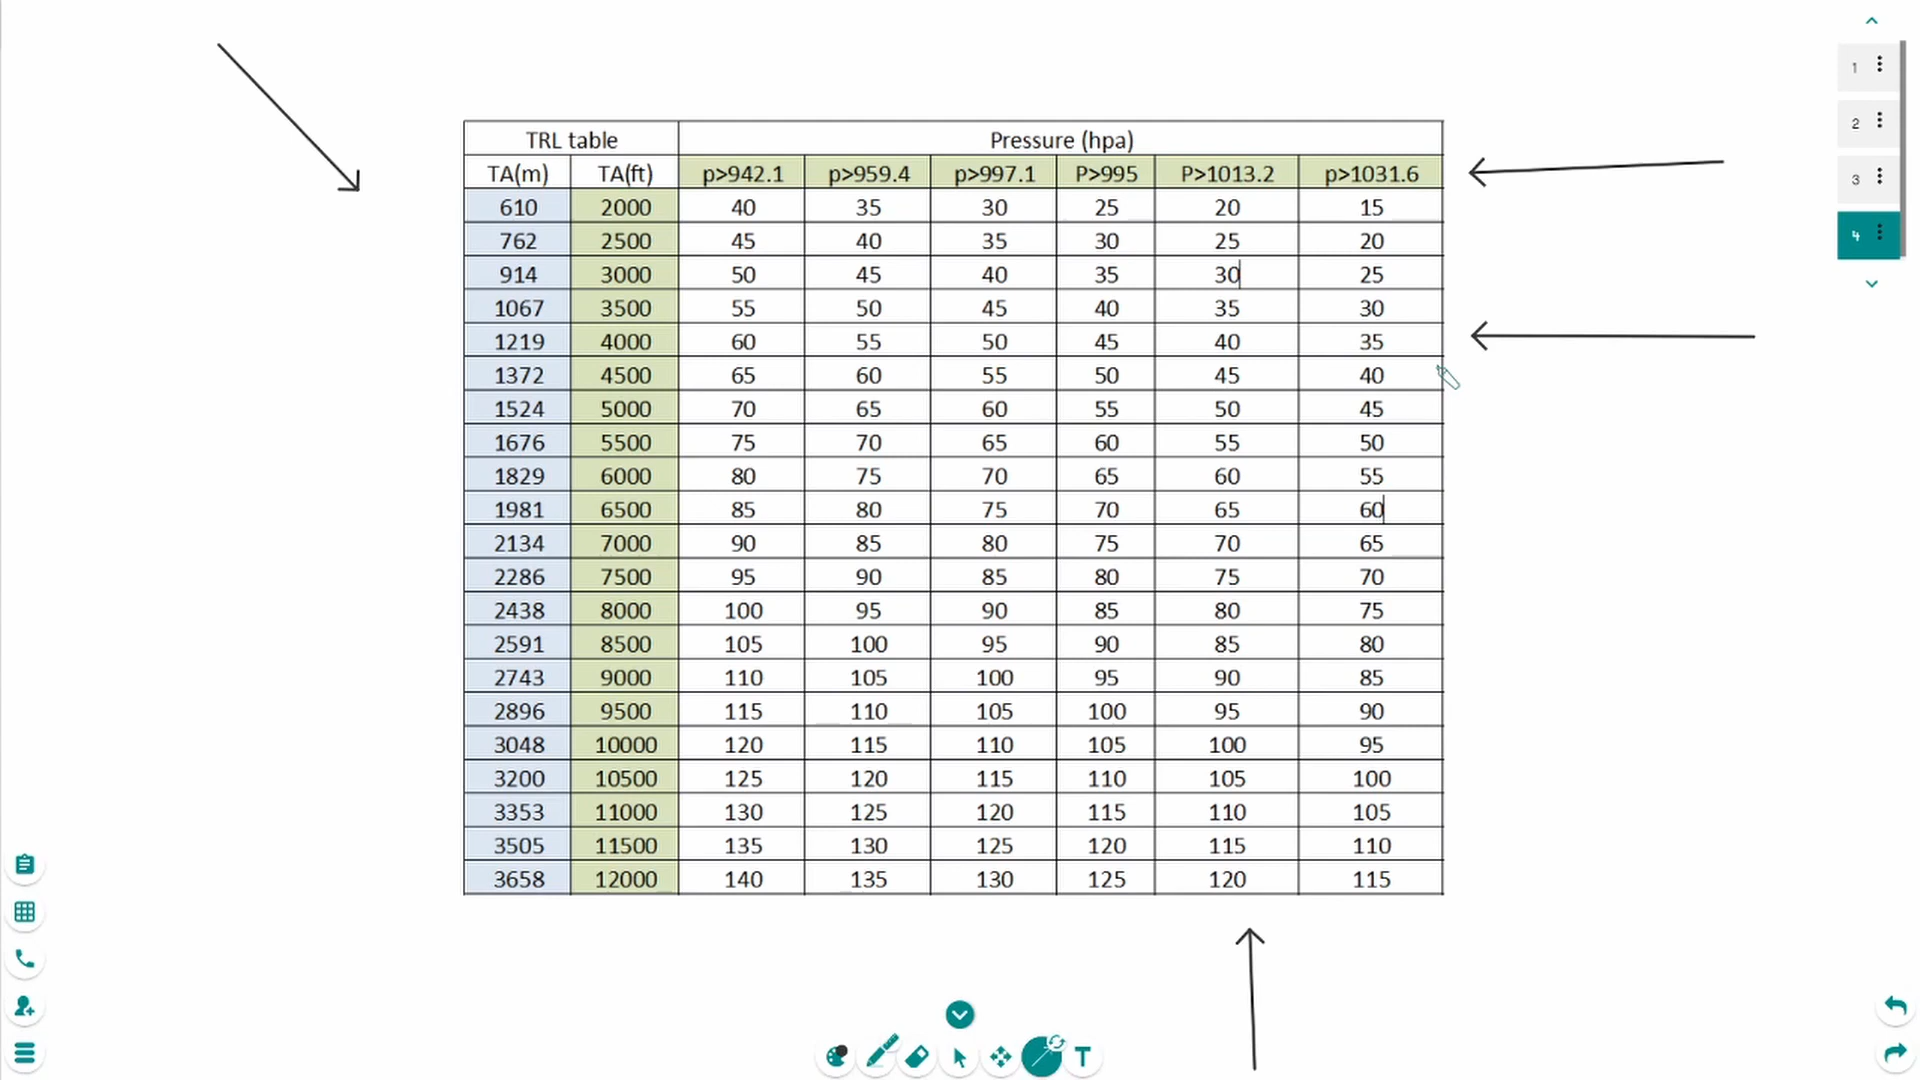 TRL table Pressure (hpa)
TA(m) TA(ft) p>942.1 p>959.4 p>997.1 P>995 P>1013.2 p>1031.6
610 2000 40 35 30 25 20 15
762 2500 45 40 35 30 25 20
914 3000 50 45 40 35 30 25
1067 3500 55 50 45 40 35 30
1219 4000 60 55 50 45 40 35
1372 4500 65 60 55 50 45 40
1524 5000 70 65 60 55 50 45
1676 5500 75 70 65 60 55 50
1829 6000 80 75 70 65 60 55
1981 6500 85 80 75 70 65 60
2134 7000 90 85 80 75 70 65
2286 7500 95 90 85 80 75 70
2438 8000 100 95 90 85 80 75
2591 8500 105 100 95 90 85 80
2743 9000 110 105 100 95 90 85
2896 9500 115 110 105 100 95 90
3048 10000 120 115 110 105 100 95
3200 10500 125 120 115 110 105 100
3353 11000 130 125 120 115 110 105
3505 11500 135 130 125 120 115 110
3658 12000 140 135 130 125 120 115
1
2
3
4
T